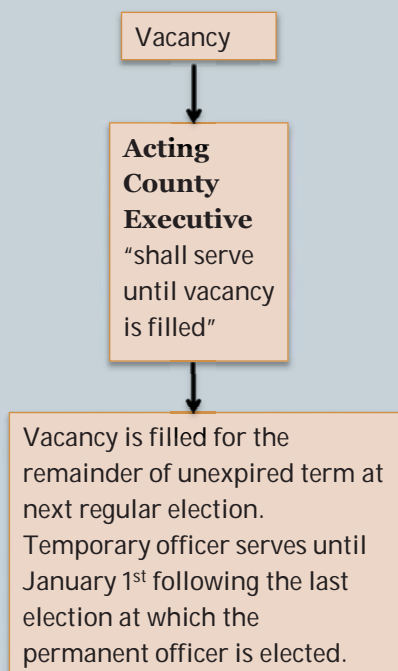 Vacancy
Acting
County
Executive
"shall serve
until vacancy
is filled"
Vacancy is filled for the
remainder of unexpired term at
next regular election.
Temporary officer serves until
January 1st following the last
election at which the
permanent officer is elected.